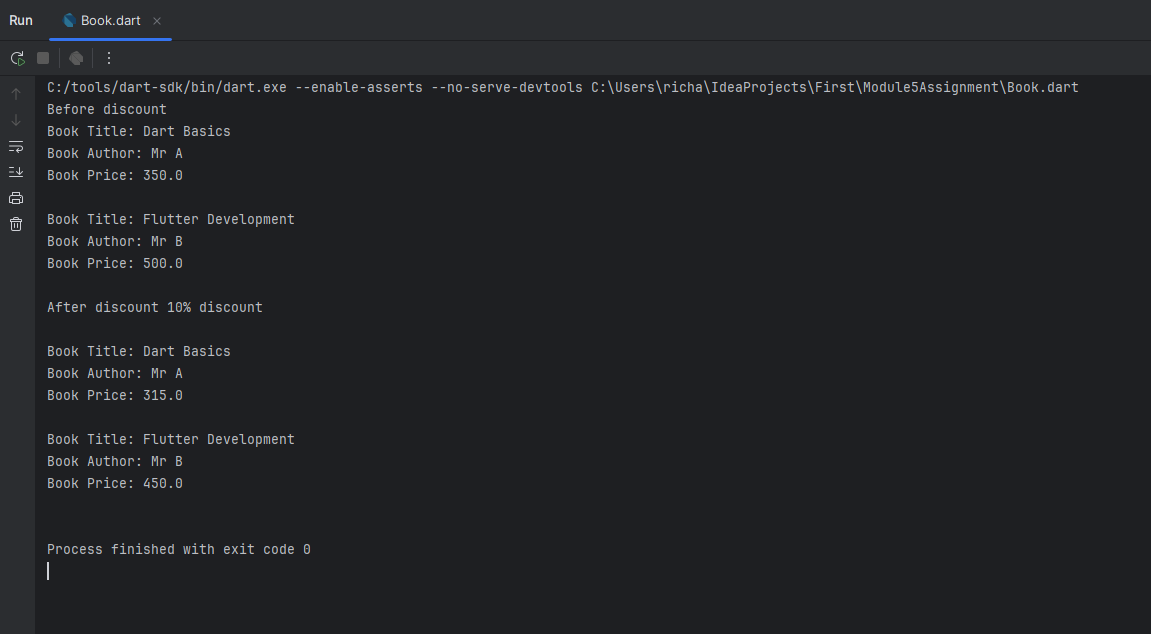 Run Book.dart
C:/tools/dart-sdk/bin/dart.exe --enable-asserts --no-serve-devtools C:\Users\richa\IdeaProjects\First\Module5Assignment\Book.dart
Before discount
Book Title: Dart Basics
Book Author: Mr A
Book Price: 350.0
Book Title: Flutter Development
Book Author: Mr B
Book Price: 500.0
After discount 10% discount
Book Title: Dart Basics
Book Author: Mr A
Book Price: 315.0
Book Title: Flutter Development
Book Author: Mr B
Book Price: 450.0
Process finished with exit code 0